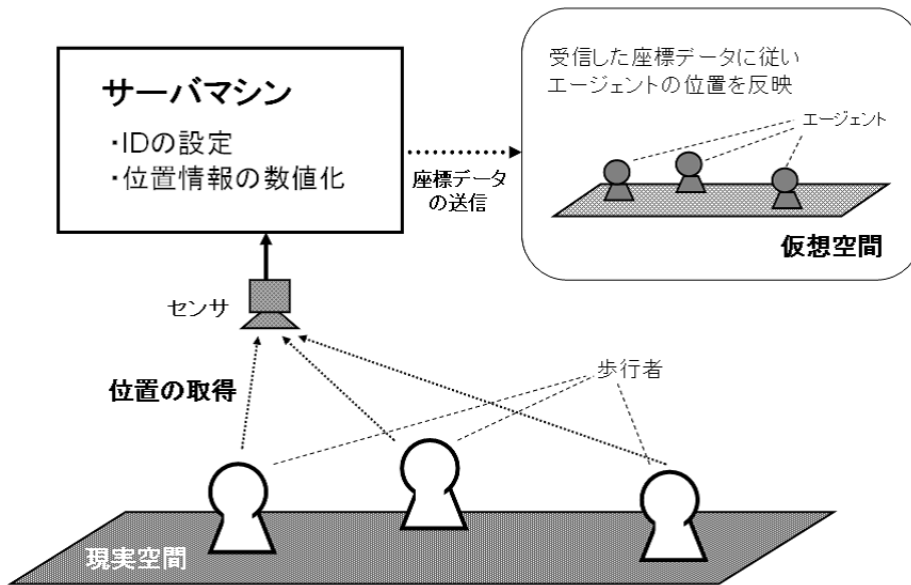 サーバマシン
・IDの設定
・位置情報の数値化
受信した座標データに従い
エージェントの位置を反映
エージェント
座標データ
の送信
仮想空間
センサ
位置の取得
歩行者
現実空間